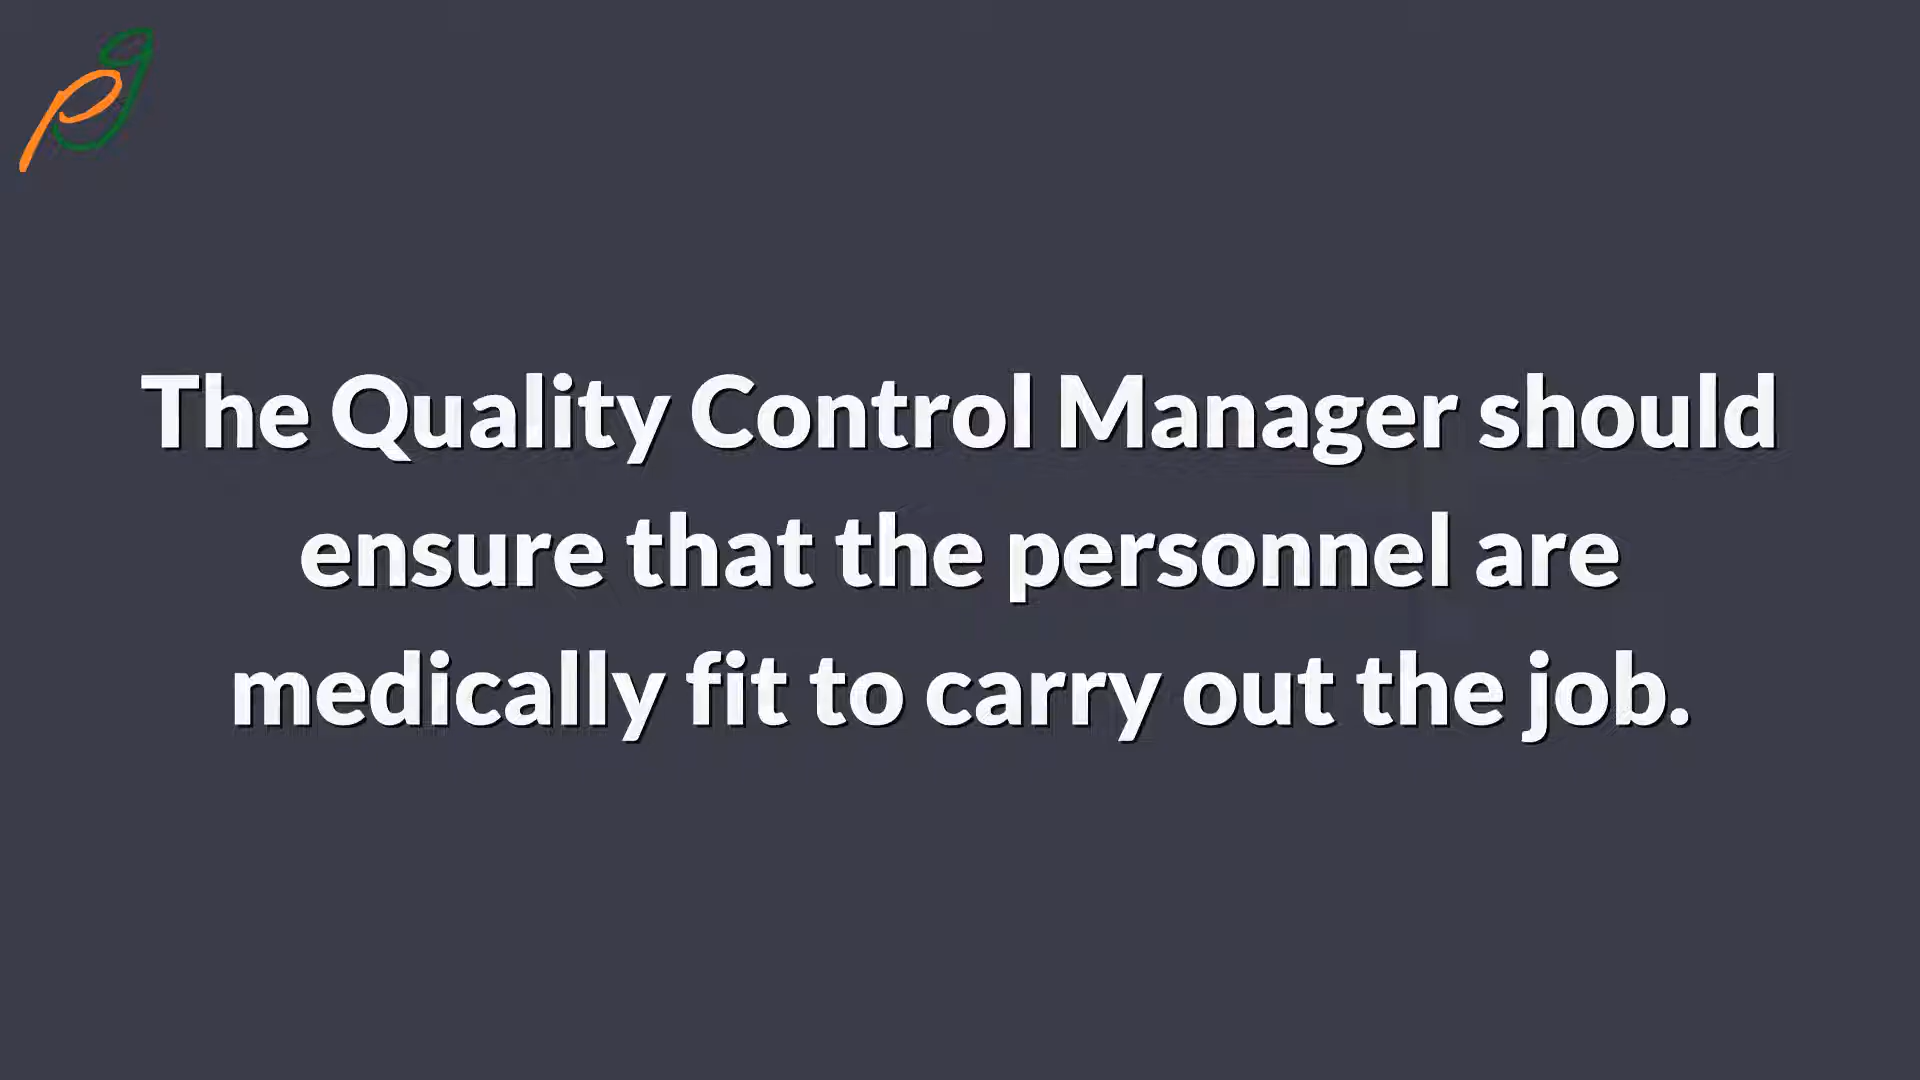 The Quality Control Manager should
ensure that the personnel are
medically fit to carry out the job.